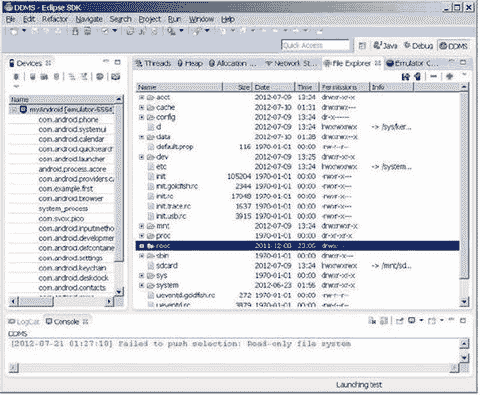 DDMS - Eclipse SDK
File Edit Refactor Navigate Search Project Run Window Help
Quick Access
Java Debug DDMS
Devices
Threads Heap Allocation ... Network St... File Explorer Emulator C...
Name
myAndroid [emulator-5554]
com.android.phone
com.android.systemui
com.android.calendar
com.android.quicksearch
com.android.launcher
android.process.acore
com.android.providers.ca
com.example.first
com.android.browser
system_process
com.svox.pico
com.android.inputmetho
com.android.developmen
com.android.defcontaine
com.android.settings
com.android.keychain
com.android.deskclock
com.android.contacts
Name Size Date Time Permissions Info
acct 2012-07-09 13:24 drwxr-xr-x
cache 2012-07-10 01:31 drwxrwx---
config 2012-07-09 13:24 dr-x------
d 2012-07-09 13:24 lrwxrwxrwx -> /sys/ker...
data 2012-07-10 01:28 drwxrwx--x
default.prop 116 1970-01-01 00:00 -rw-r--r--
dev 2012-07-09 13:25 drwxr-xr-x
etc 2012-07-09 13:24 lrwxrwxrwx -> /system...
init 105204 1970-01-01 00:00 -rwxr-x---
init.goldfish.rc 2344 1970-01-01 00:00 -rwxr-x---
init.rc 17048 1970-01-01 00:00 -rwxr-x---
init.trace.rc 1637 1970-01-01 00:00 -rwxr-x---
init.usb.rc 3915 1970-01-01 00:00 -rwxr-x---
mnt 2012-07-09 13:24 drwxrwxr-x
proc 1970-01-01 00:00 dr-xr-xr-x
root 2011-12-08 23:06 drwx------
sbin 1970-01-01 00:00 drwxr-x---
sdcard 2012-07-09 13:24 lrwxrwxrwx -> /mnt/sd...
sys 1970-01-01 00:00 drwxr-xr-x
system 2012-06-23 01:56 drwxr-xr-x
ueventd.goldfish.rc 272 1970-01-01 00:00 -rw-r--r--
ueventd.rc 3879 1970-01-01 00:00 -rw-r--r--
LogCat Console
DDMS
[2012-07-21 01:27:18] Failed to push selection: Read-only file system
Launching test